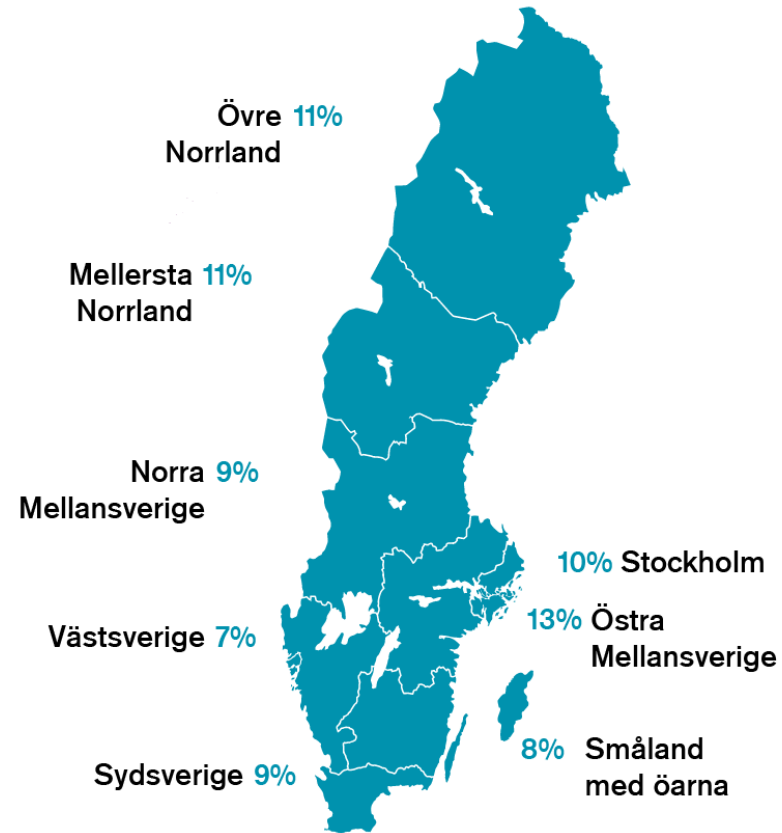 Övre 11%
Norrland
Mellersta 11%
Norrland
Norra 9%
Mellansverige
10% Stockholm
13% Östra
Mellansverige
Västsverige 7%
8% Småland
med öarna
Sydsverige 9%